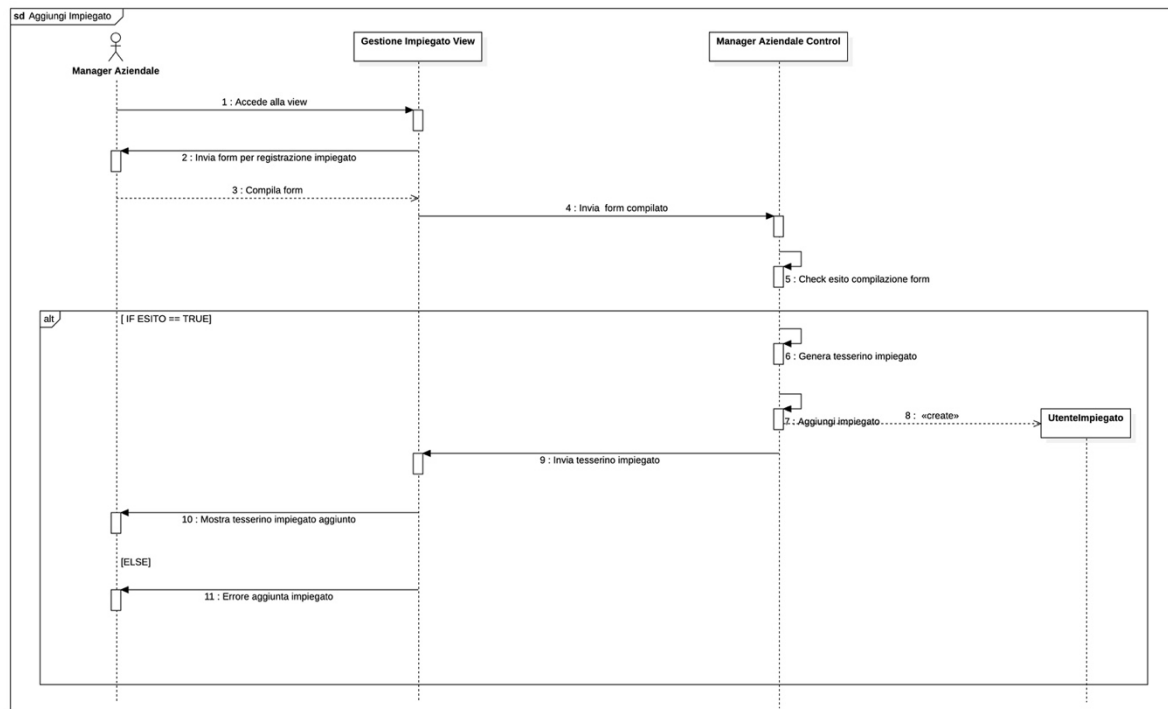 sd Aggiungi Impiegato
Manager Aziendale
Gestione Impiegato View
Manager Aziendale Control
1 : Accede alla view
2 : Invia form per registrazione impiegato
3 : Compila form
4 : Invia form compilato
5 : Check esito compilazione form
alt
[ IF ESITO == TRUE]
6 : Genera tesserino impiegato
7 : Aggiungi impiegato
8 : «create»
UtenteImpiegato
9 : Invia tesserino impiegato
10 : Mostra tesserino impiegato aggiunto
[ELSE]
11 : Errore aggiunta impiegato